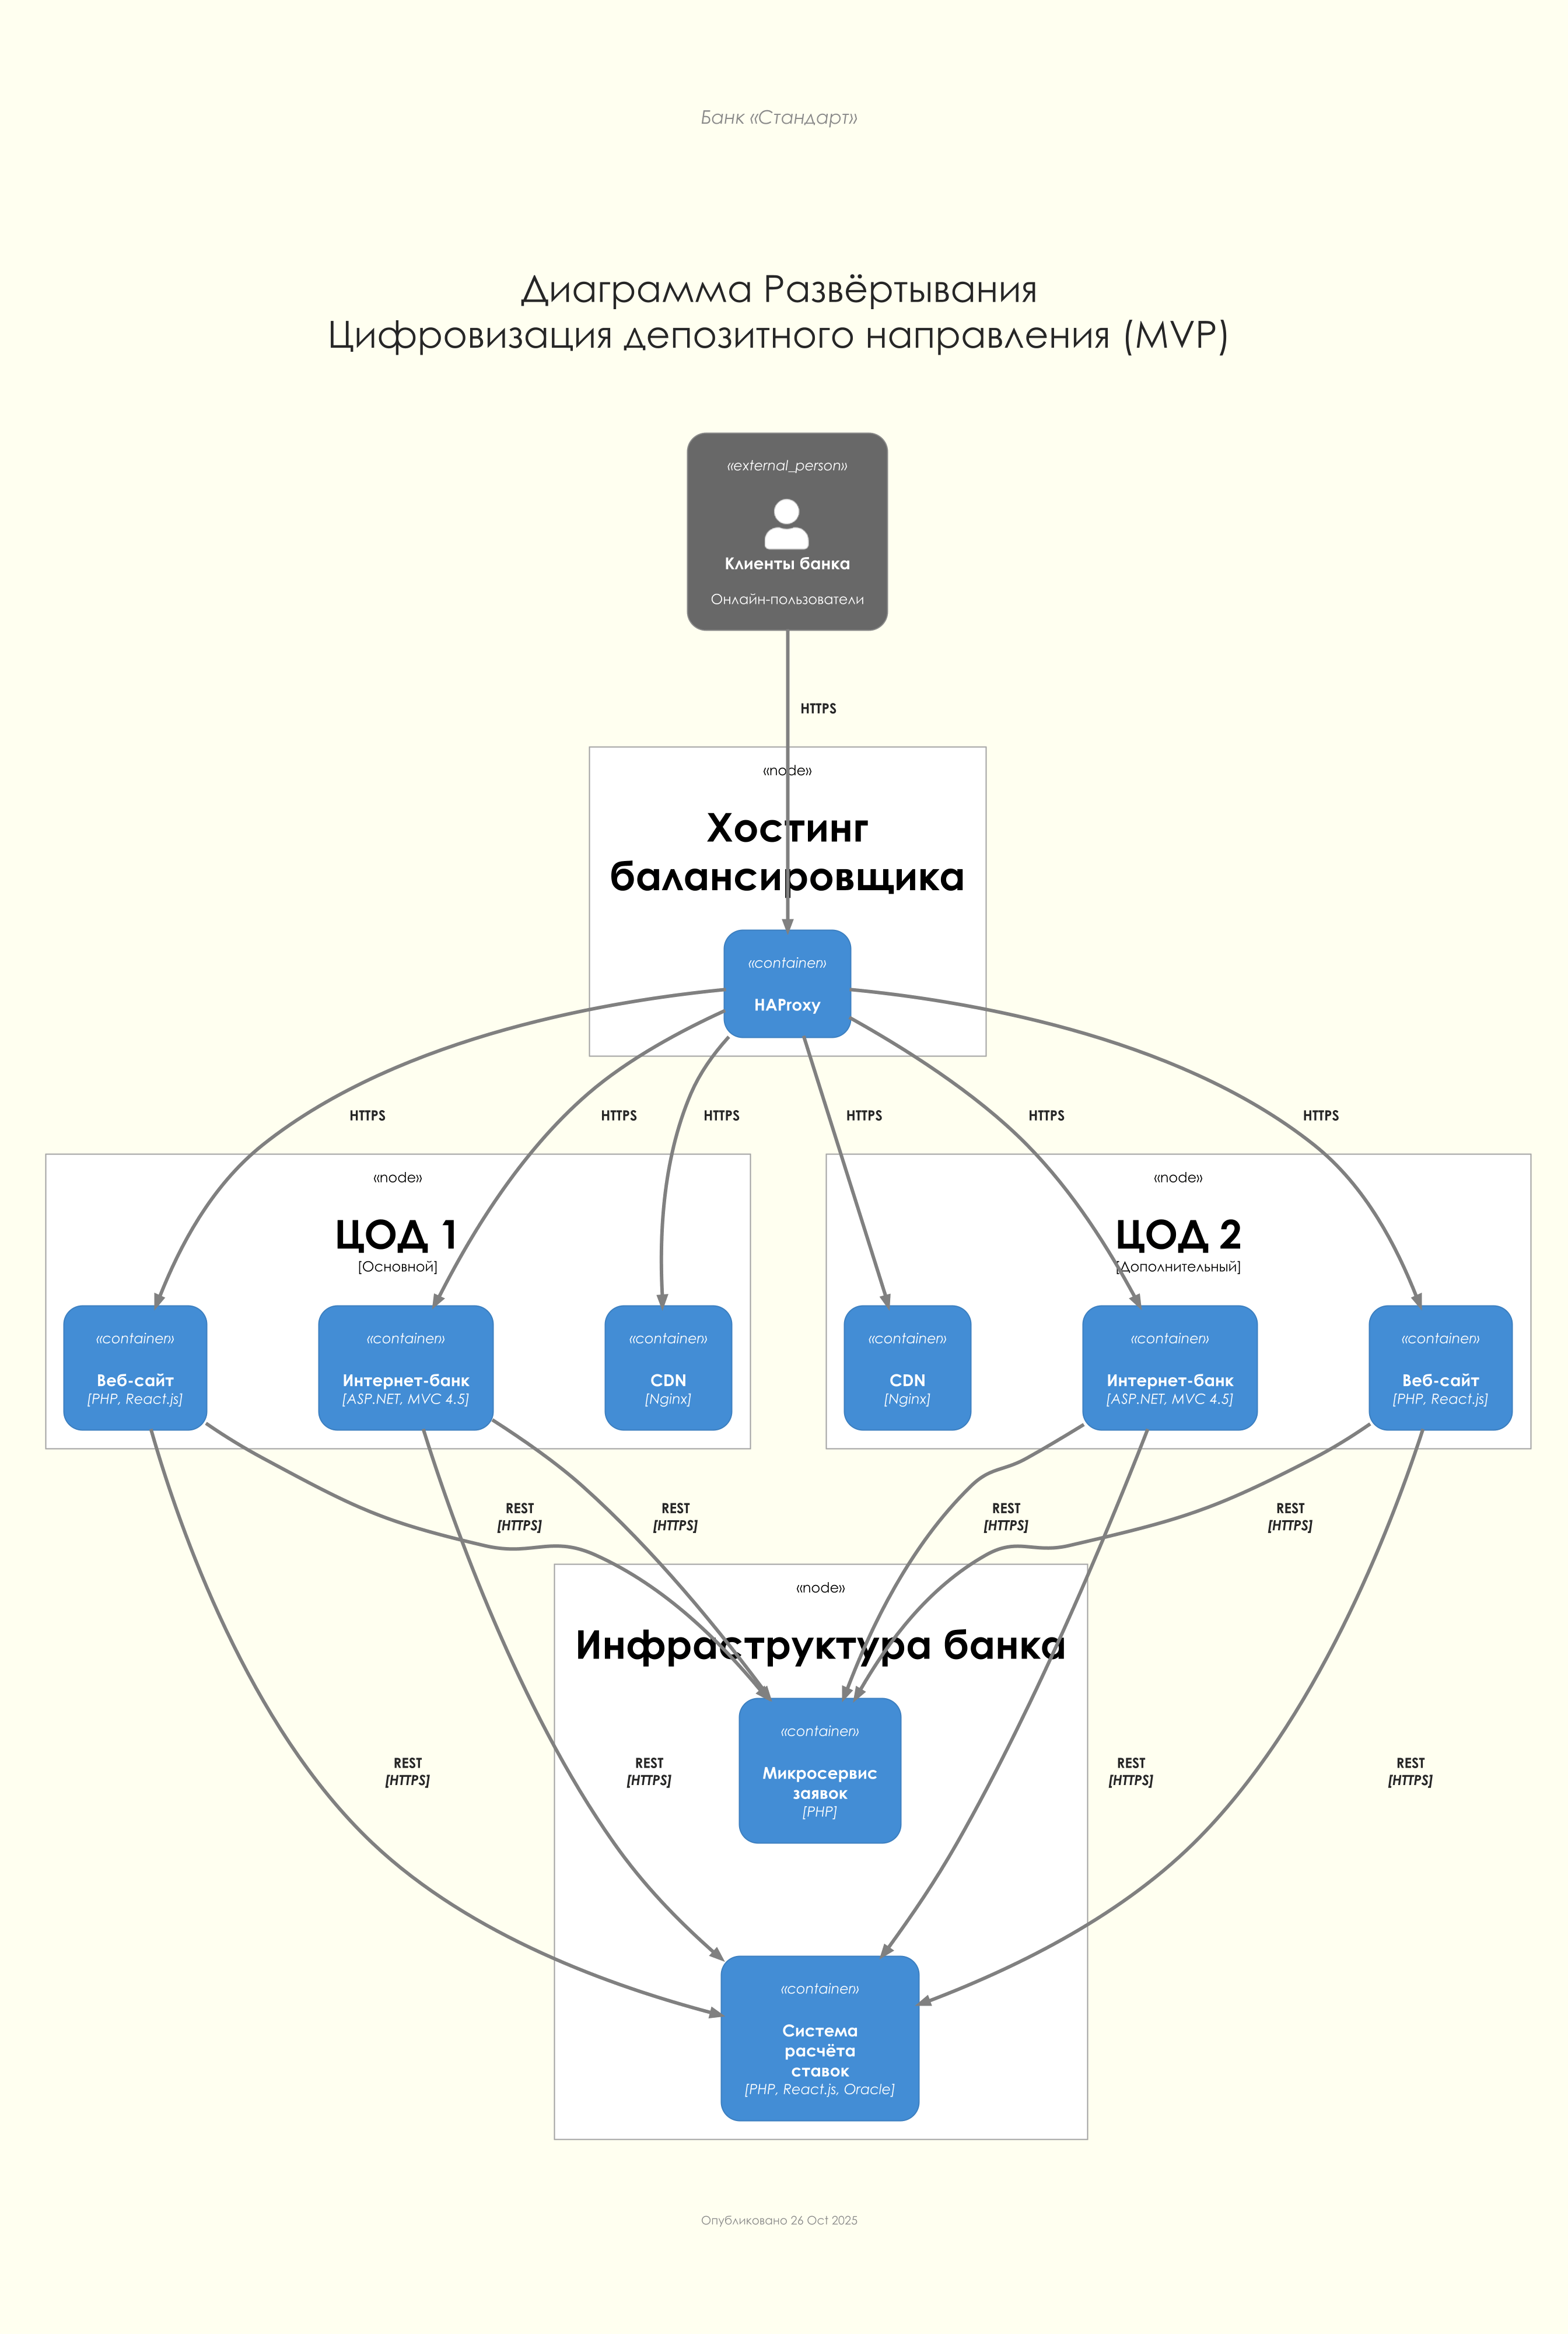 Банк «Стандарт»
Диаграмма Развёртывания
Цифровизация депозитного направления (MVP)
«external_person»
Клиенты банка
Онлайн-пользователи
HTTPS
«node»
Хостинг
балансировщика
«container»
HAProxy
HTTPS
HTTPS
HTTPS
HTTPS
HTTPS
HTTPS
«node»
ЦОД 1
[Основной]
«container»
Веб-сайт
[PHP, React.js]
«container»
Интернет-банк
[ASP.NET, MVC 4.5]
«container»
CDN
[Nginx]
«node»
ЦОД 2
[Дополнительный]
«container»
CDN
[Nginx]
«container»
Интернет-банк
[ASP.NET, MVC 4.5]
«container»
Веб-сайт
[PHP, React.js]
REST
[HTTPS]
REST
[HTTPS]
REST
[HTTPS]
REST
[HTTPS]
«node»
Инфраструктура банка
«container»
Микросервис
заявок
[PHP]
REST
[HTTPS]
REST
[HTTPS]
REST
[HTTPS]
REST
[HTTPS]
«container»
Система
расчёта
ставок
[PHP, React.js, Oracle]
Опубликовано 26 Oct 2025